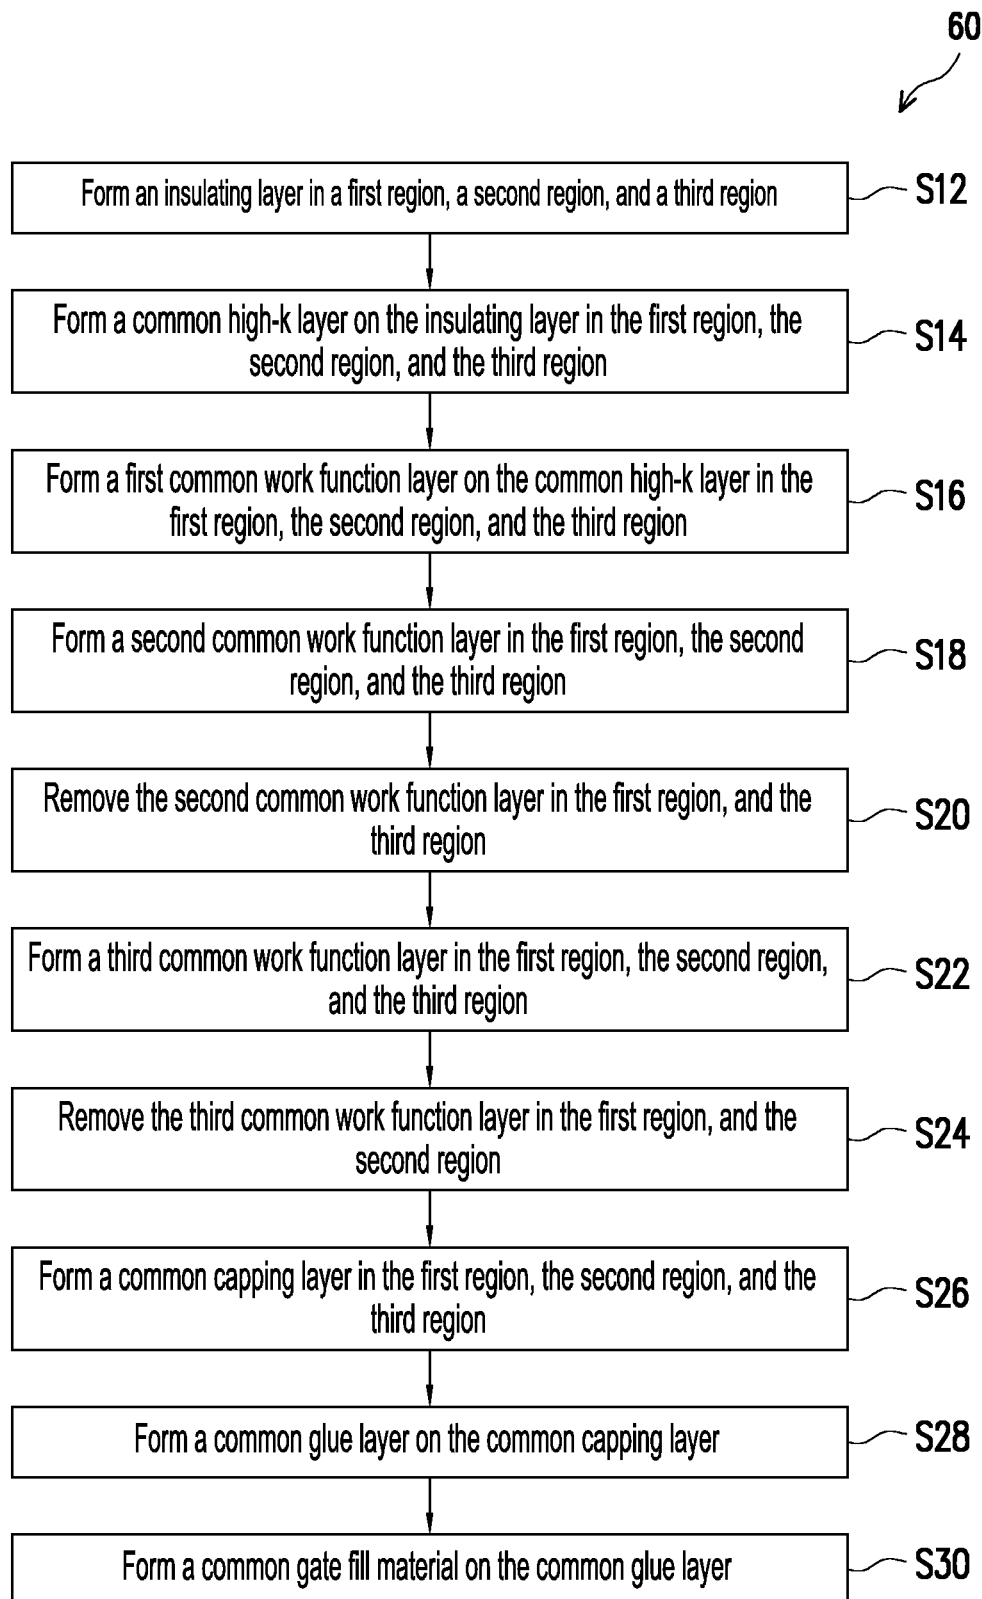 60
Form an insulating layer in a first region, a second region, and a third region
S12
Form a common high-k layer on the insulating layer in the first region, the
second region, and the third region
S14
Form a first common work function layer on the common high-k layer in the
first region, the second region, and the third region
S16
Form a second common work function layer in the first region, the second
region, and the third region
S18
Remove the second common work function layer in the first region, and the
third region
S20
Form a third common work function layer in the first region, the second region,
and the third region
S22
Remove the third common work function layer in the first region, and the
second region
S24
Form a common capping layer in the first region, the second region, and the
third region
S26
Form a common glue layer on the common capping layer
S28
Form a common gate fill material on the common glue layer
S30